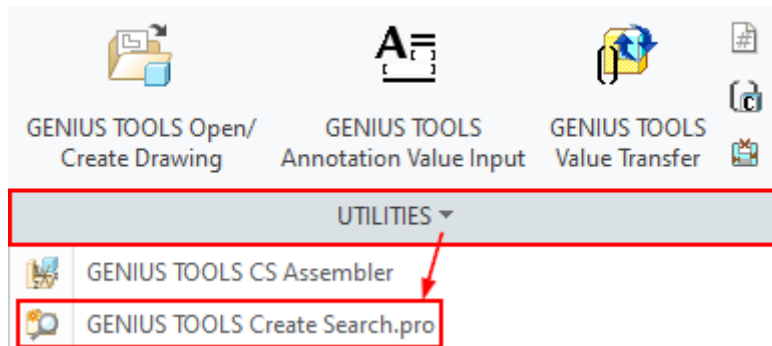 GENIUS TOOLS Open/
Create Drawing
GENIUS TOOLS
Annotation Value Input
GENIUS TOOLS
Value Transfer
UTILITIES
GENIUS TOOLS CS Assembler
GENIUS TOOLS Create Search.pro